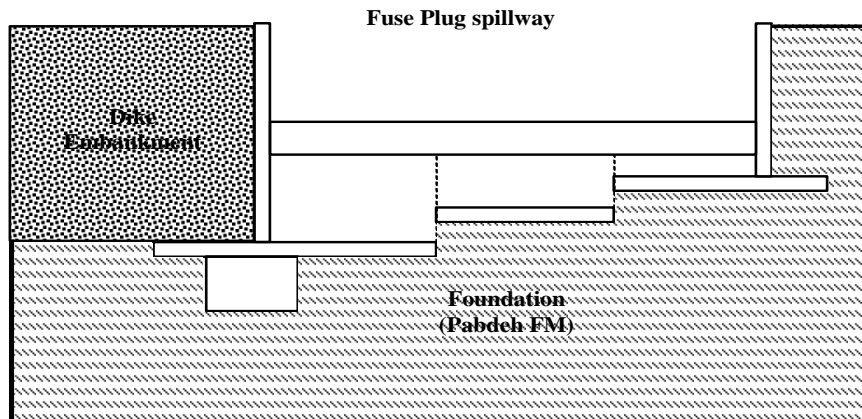 Fuse Plug spillway
Dike
Embankment
Foundation
(Pabdeh FM)